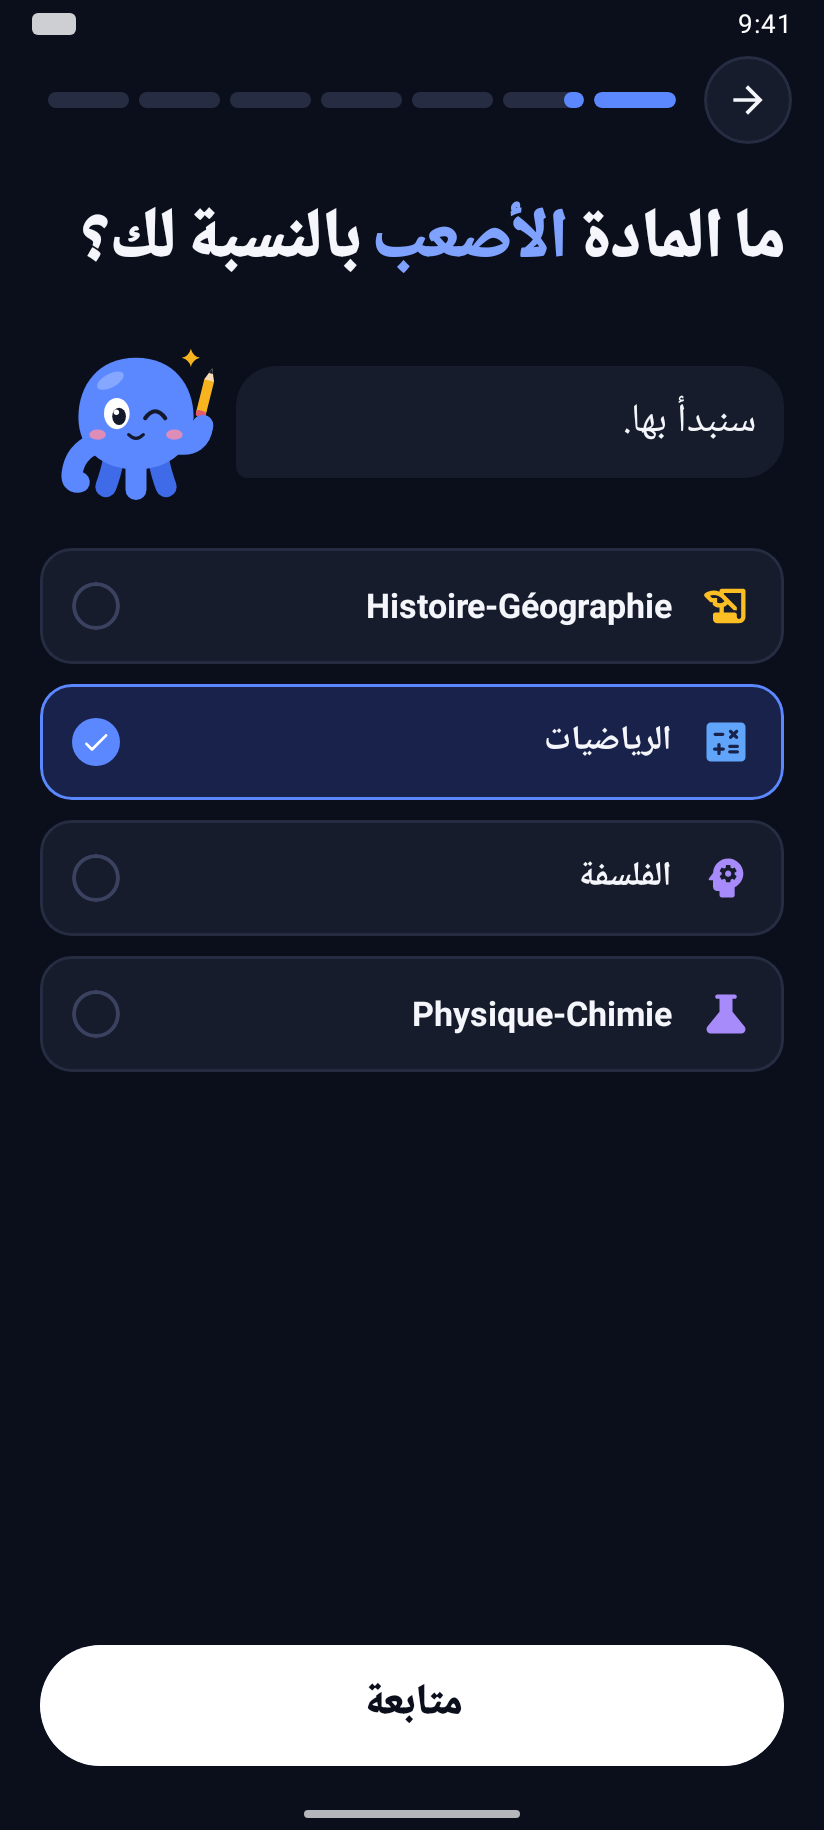 9:41
ما المادة الأصعب بالنسبة لك؟
سنبدأ بها.
Histoire-Géographie
الرياضيات
الفلسفة
Physique-Chimie
متابعة